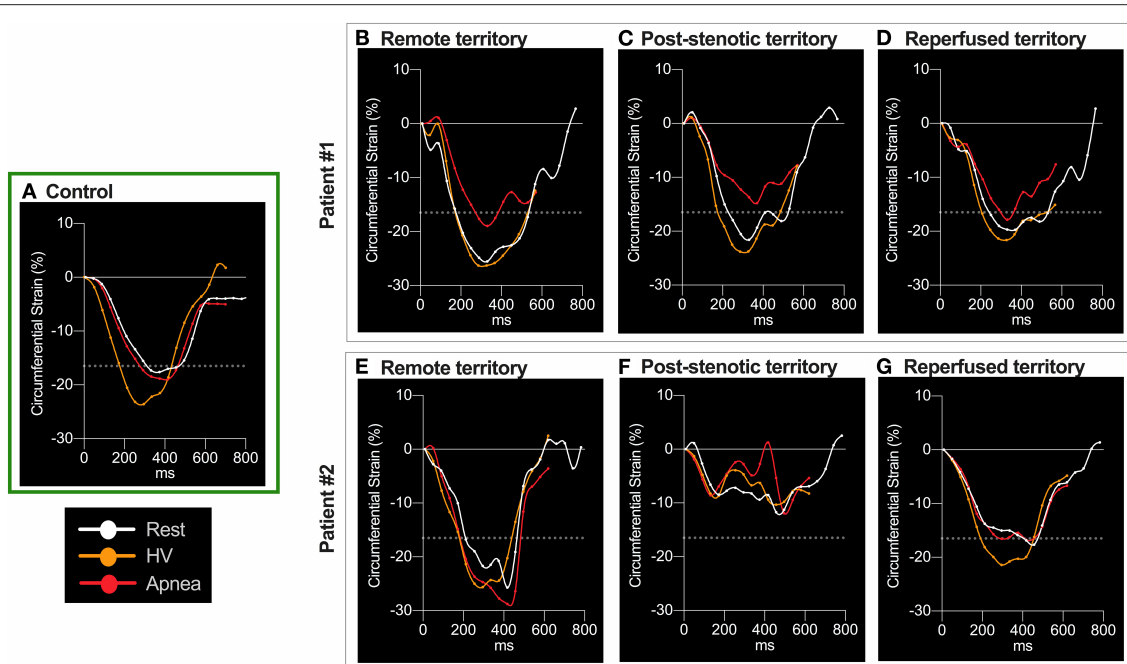 A Control
Circumferential Strain (%)
10
0
-10
-20
-30
0 200 400 600 800
ms
Rest
HV
Apnea
Patient #1
B Remote territory
Circumferential Strain (%)
10
0
-10
-20
-30
0 200 400 600 800
ms
C Post-stenotic territory
Circumferential Strain (%)
10
0
-10
-20
-30
0 200 400 600 800
ms
D Reperfused territory
Circumferential Strain (%)
10
0
-10
-20
-30
0 200 400 600 800
ms
Patient #2
E Remote territory
Circumferential Strain (%)
10
0
-10
-20
-30
0 200 400 600 800
ms
F Post-stenotic territory
Circumferential Strain (%)
10
0
-10
-20
-30
0 200 400 600 800
ms
G Reperfused territory
Circumferential Strain (%)
10
0
-10
-20
-30
0 200 400 600 800
ms